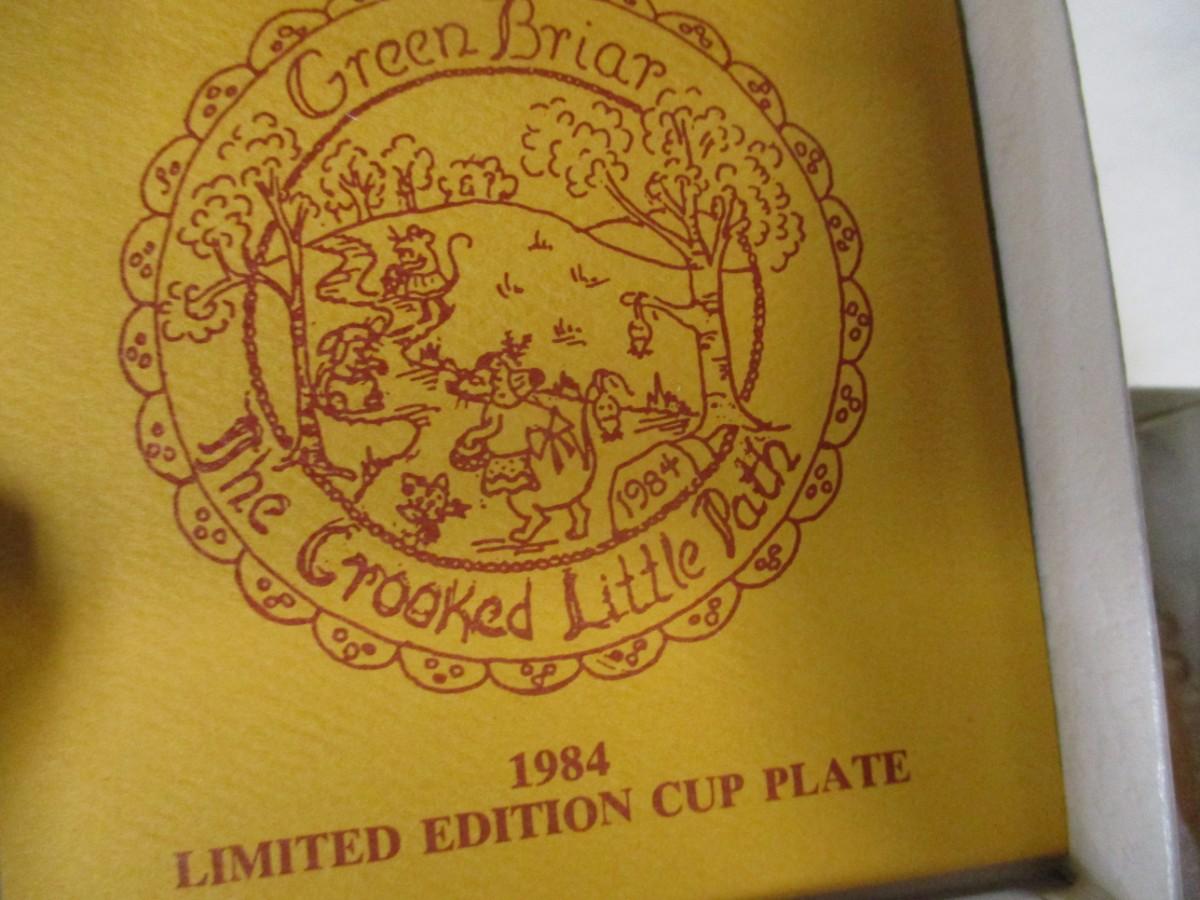 Green Briar
1984
The Crooked Little Path
1984
LIMITED EDITION CUP PLATE